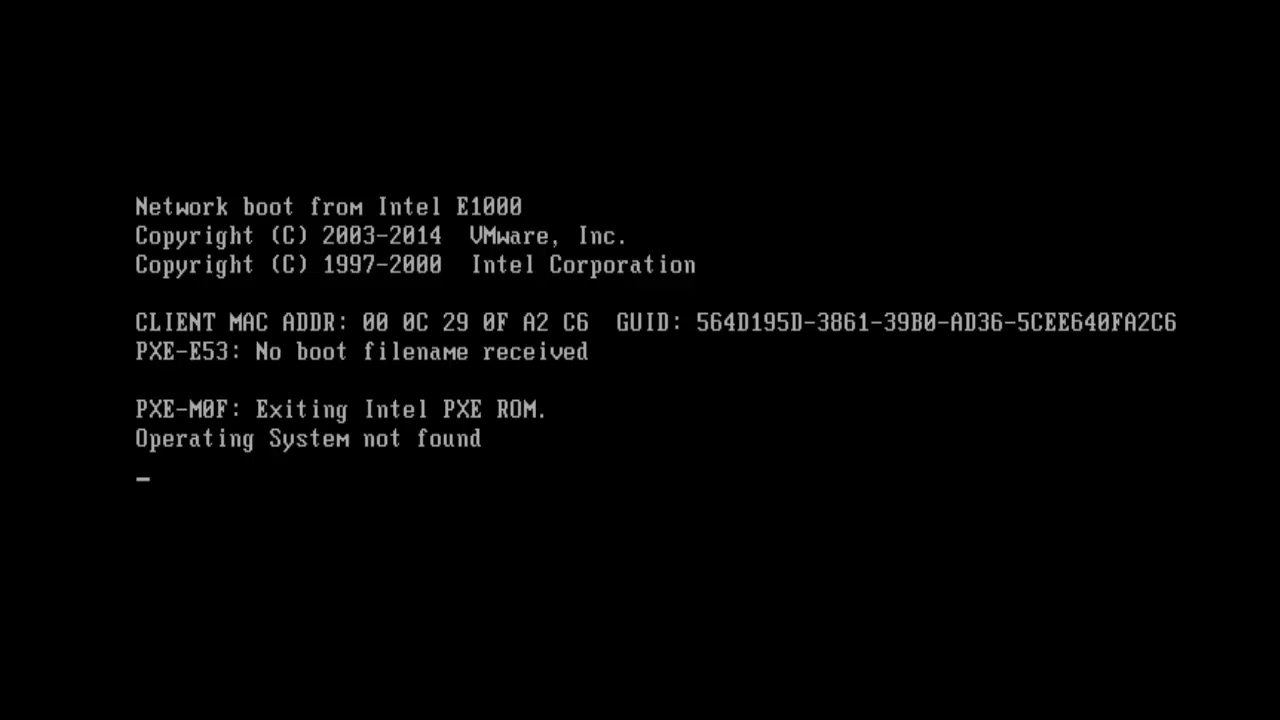 Network boot from Intel E1000
Copyright (C) 2003-2014  VMware, Inc.
Copyright (C) 1997-2000  Intel Corporation
CLIENT MAC ADDR: 00 0C 29 0F A2 C6  GUID: 564D195D-3861-39B0-AD36-5CEE640FA2C6
PXE-E53: No boot filename received
PXE-M0F: Exiting Intel PXE ROM.
Operating System not found
_